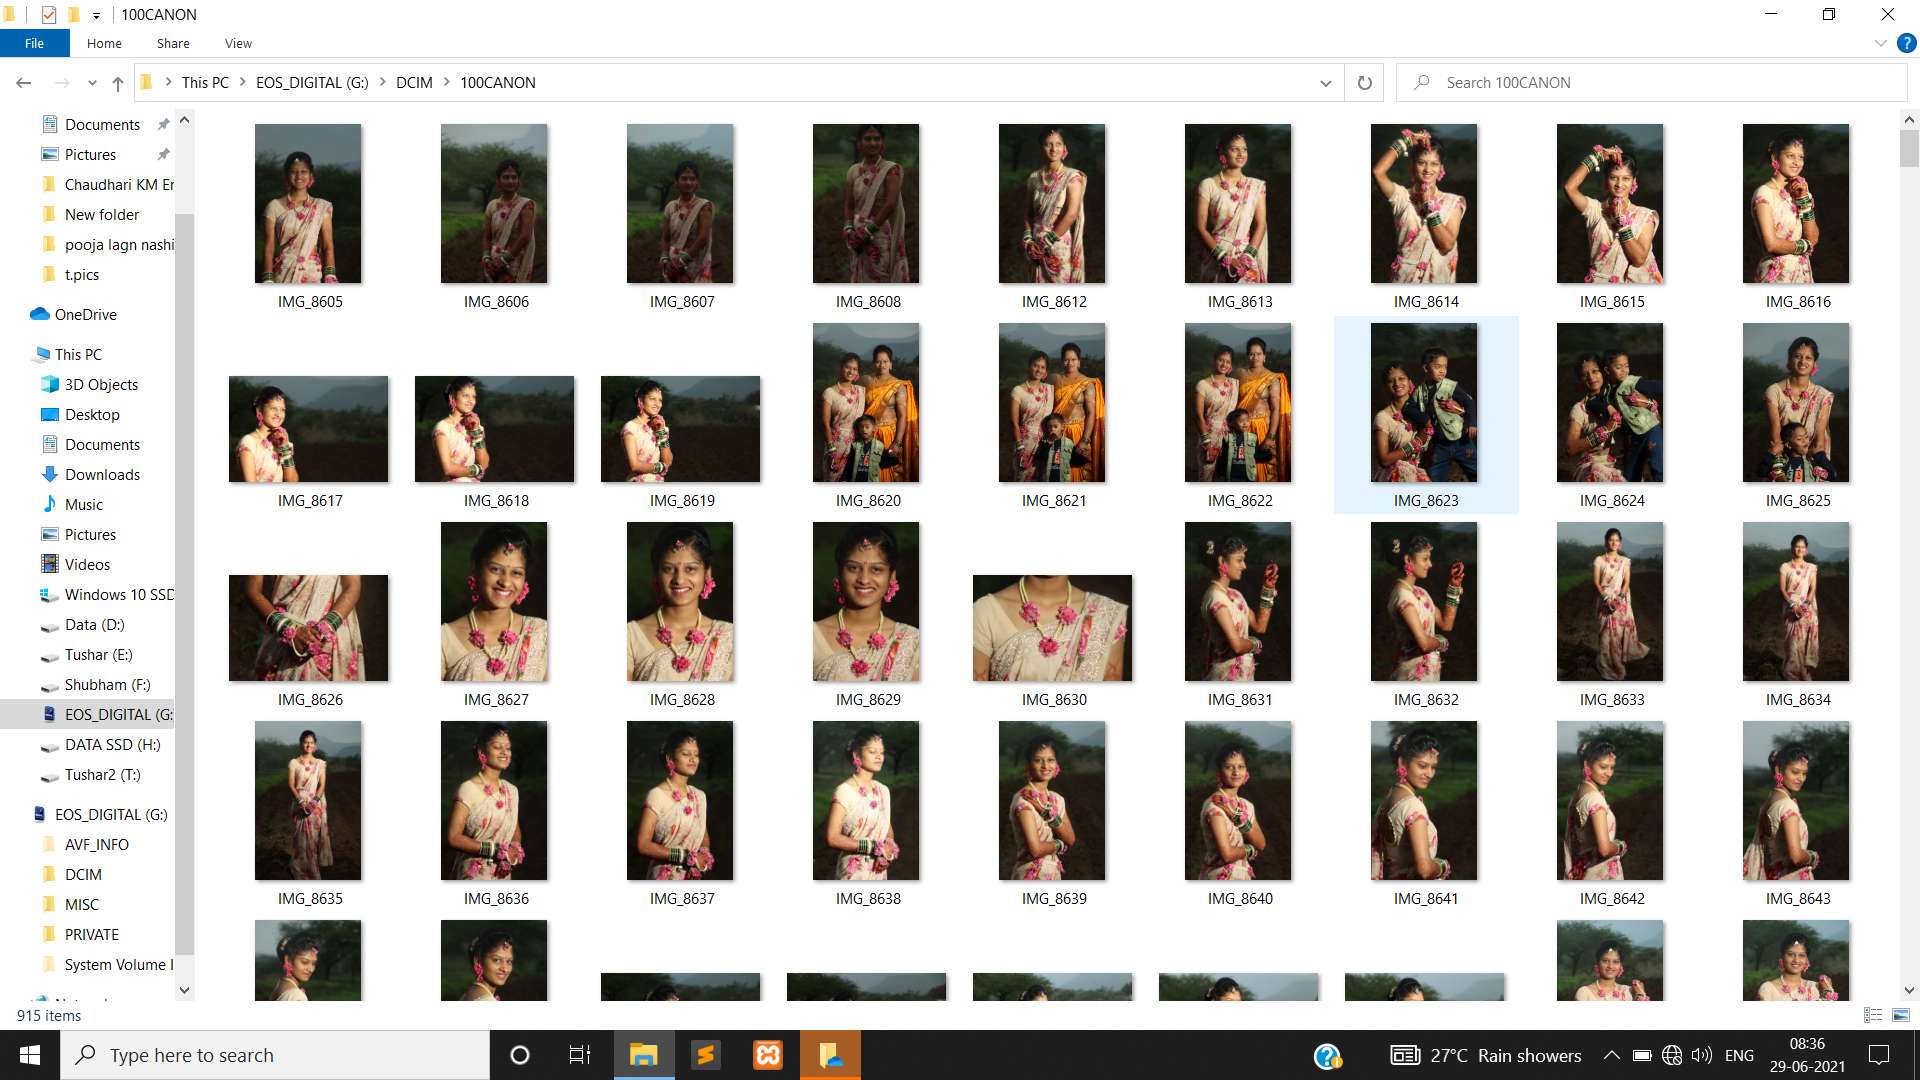 100CANON
File Home Share View
This PC EOS_DIGITAL (G:) DCIM 100CANON
Search 100CANON
Documents
Pictures
Chaudhari KM Er
New folder
pooja lagn nashi
t.pics
OneDrive
This PC
3D Objects
Desktop
Documents
Downloads
Music
Pictures
Videos
Windows 10 SSD
Data (D:)
Tushar (E:)
Shubham (F:)
EOS_DIGITAL (G:
DATA SSD (H:)
Tushar2 (T:)
EOS_DIGITAL (G:)
AVF_INFO
DCIM
MISC
PRIVATE
System Volume I
IMG_8605 IMG_8606 IMG_8607 IMG_8608 IMG_8612 IMG_8613 IMG_8614 IMG_8615 IMG_8616
IMG_8617 IMG_8618 IMG_8619 IMG_8620 IMG_8621 IMG_8622 IMG_8623 IMG_8624 IMG_8625
IMG_8626 IMG_8627 IMG_8628 IMG_8629 IMG_8630 IMG_8631 IMG_8632 IMG_8633 IMG_8634
IMG_8635 IMG_8636 IMG_8637 IMG_8638 IMG_8639 IMG_8640 IMG_8641 IMG_8642 IMG_8643
915 items
Type here to search
27°C Rain showers
ENG
08:36
29-06-2021